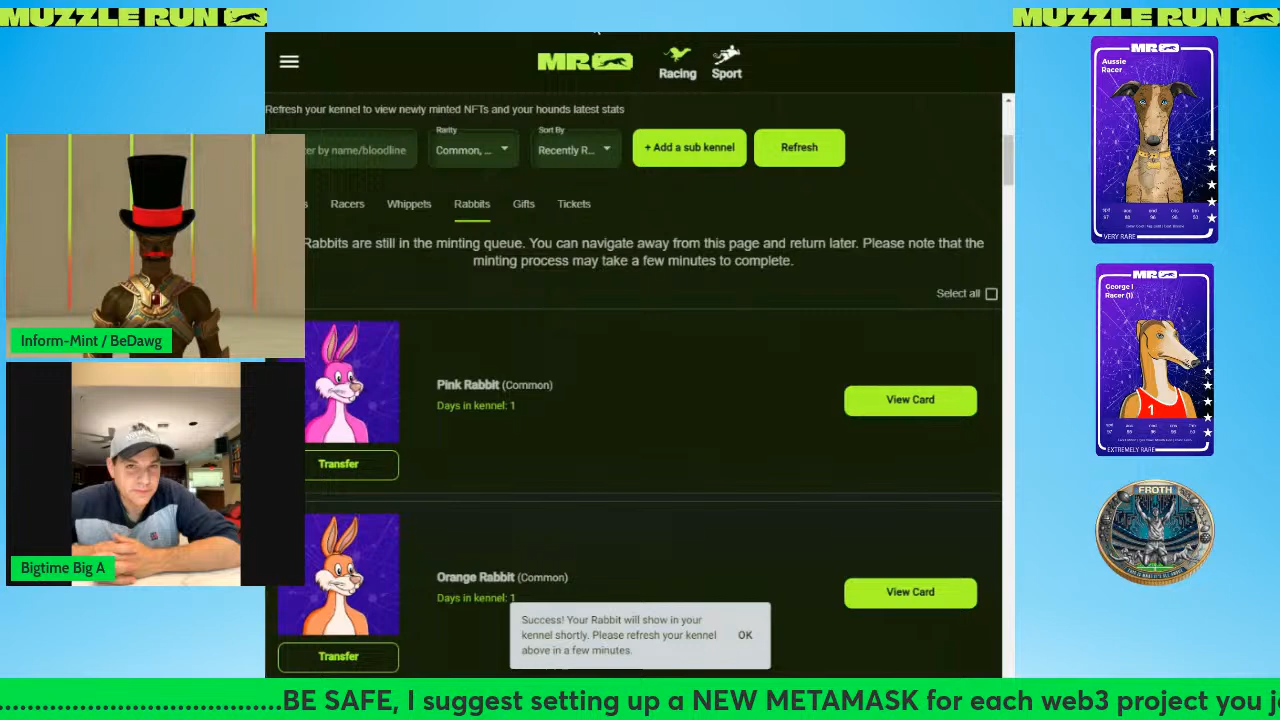 MUZZLE RUN
MUZZLE RUN
MR
Racing
Sport
Refresh your kennel to view newly minted NFTs and your hounds latest stats
ter by name/bloodline
Rarity
Common, ...
Sort By
Recently R...
+ Add a sub kennel
Refresh
s
Racers
Whippets
Rabbits
Gifts
Tickets
Rabbits are still in the minting queue. You can navigate away from this page and return later. Please note that the
minting process may take a few minutes to complete.
Select all
Pink Rabbit (Common)
Days in kennel: 1
View Card
Transfer
Orange Rabbit (Common)
Days in kennel: 1
View Card
Transfer
Success! Your Rabbit will show in your
kennel shortly. Please refresh your kennel
above in a few minutes.
OK
Inform-Mint / BeDawg
Bigtime Big A
MR
Aussie
Racer
VERY RARE
MR
George I
Racer (1)
1
EXTREMELY RARE
FROTH
....................................BE SAFE, I suggest setting up a NEW METAMASK for each web3 project you j